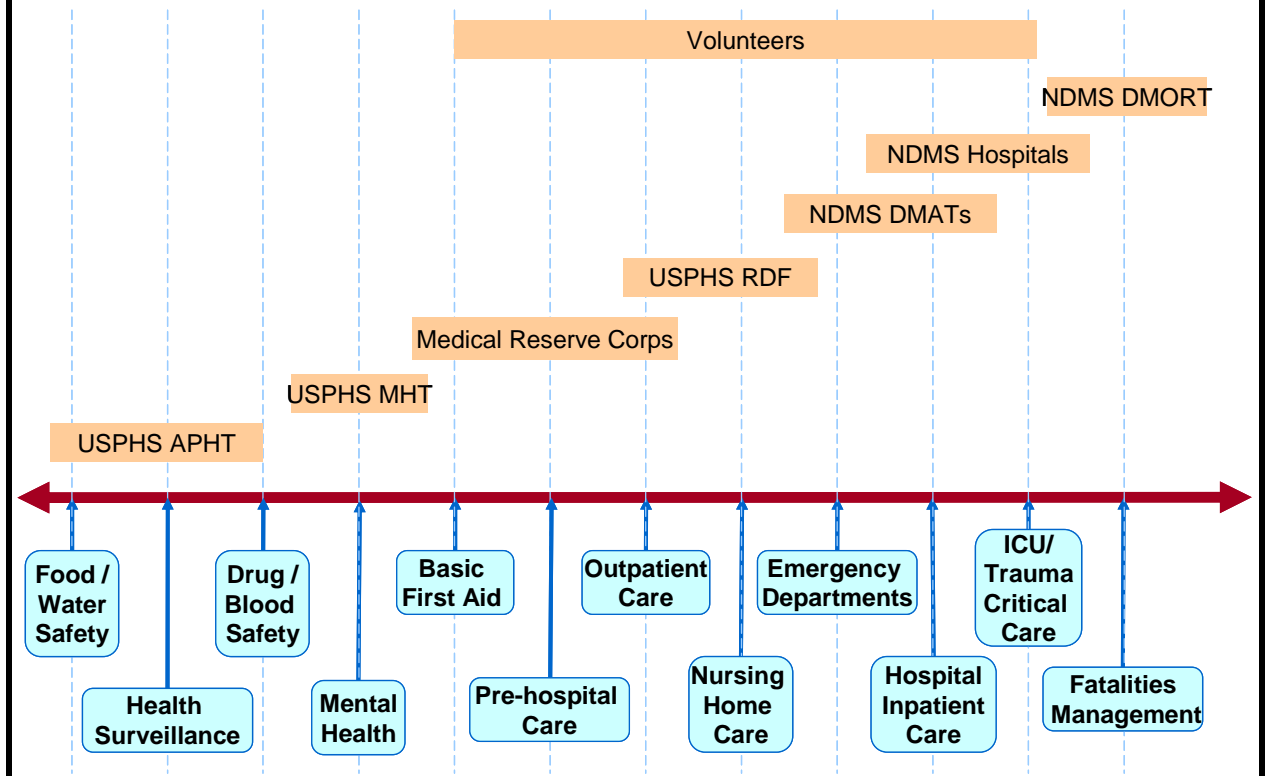 Volunteers
NDMS DMORT
NDMS Hospitals
NDMS DMATs
USPHS RDF
Medical Reserve Corps
USPHS MHT
USPHS APHT
Food /
Water
Safety
Health
Surveillance
Drug /
Blood
Safety
Mental
Health
Basic
First Aid
Pre-hospital
Care
Outpatient
Care
Nursing
Home
Care
Emergency
Departments
Hospital
Inpatient
Care
ICU/
Trauma
Critical
Care
Fatalities
Management